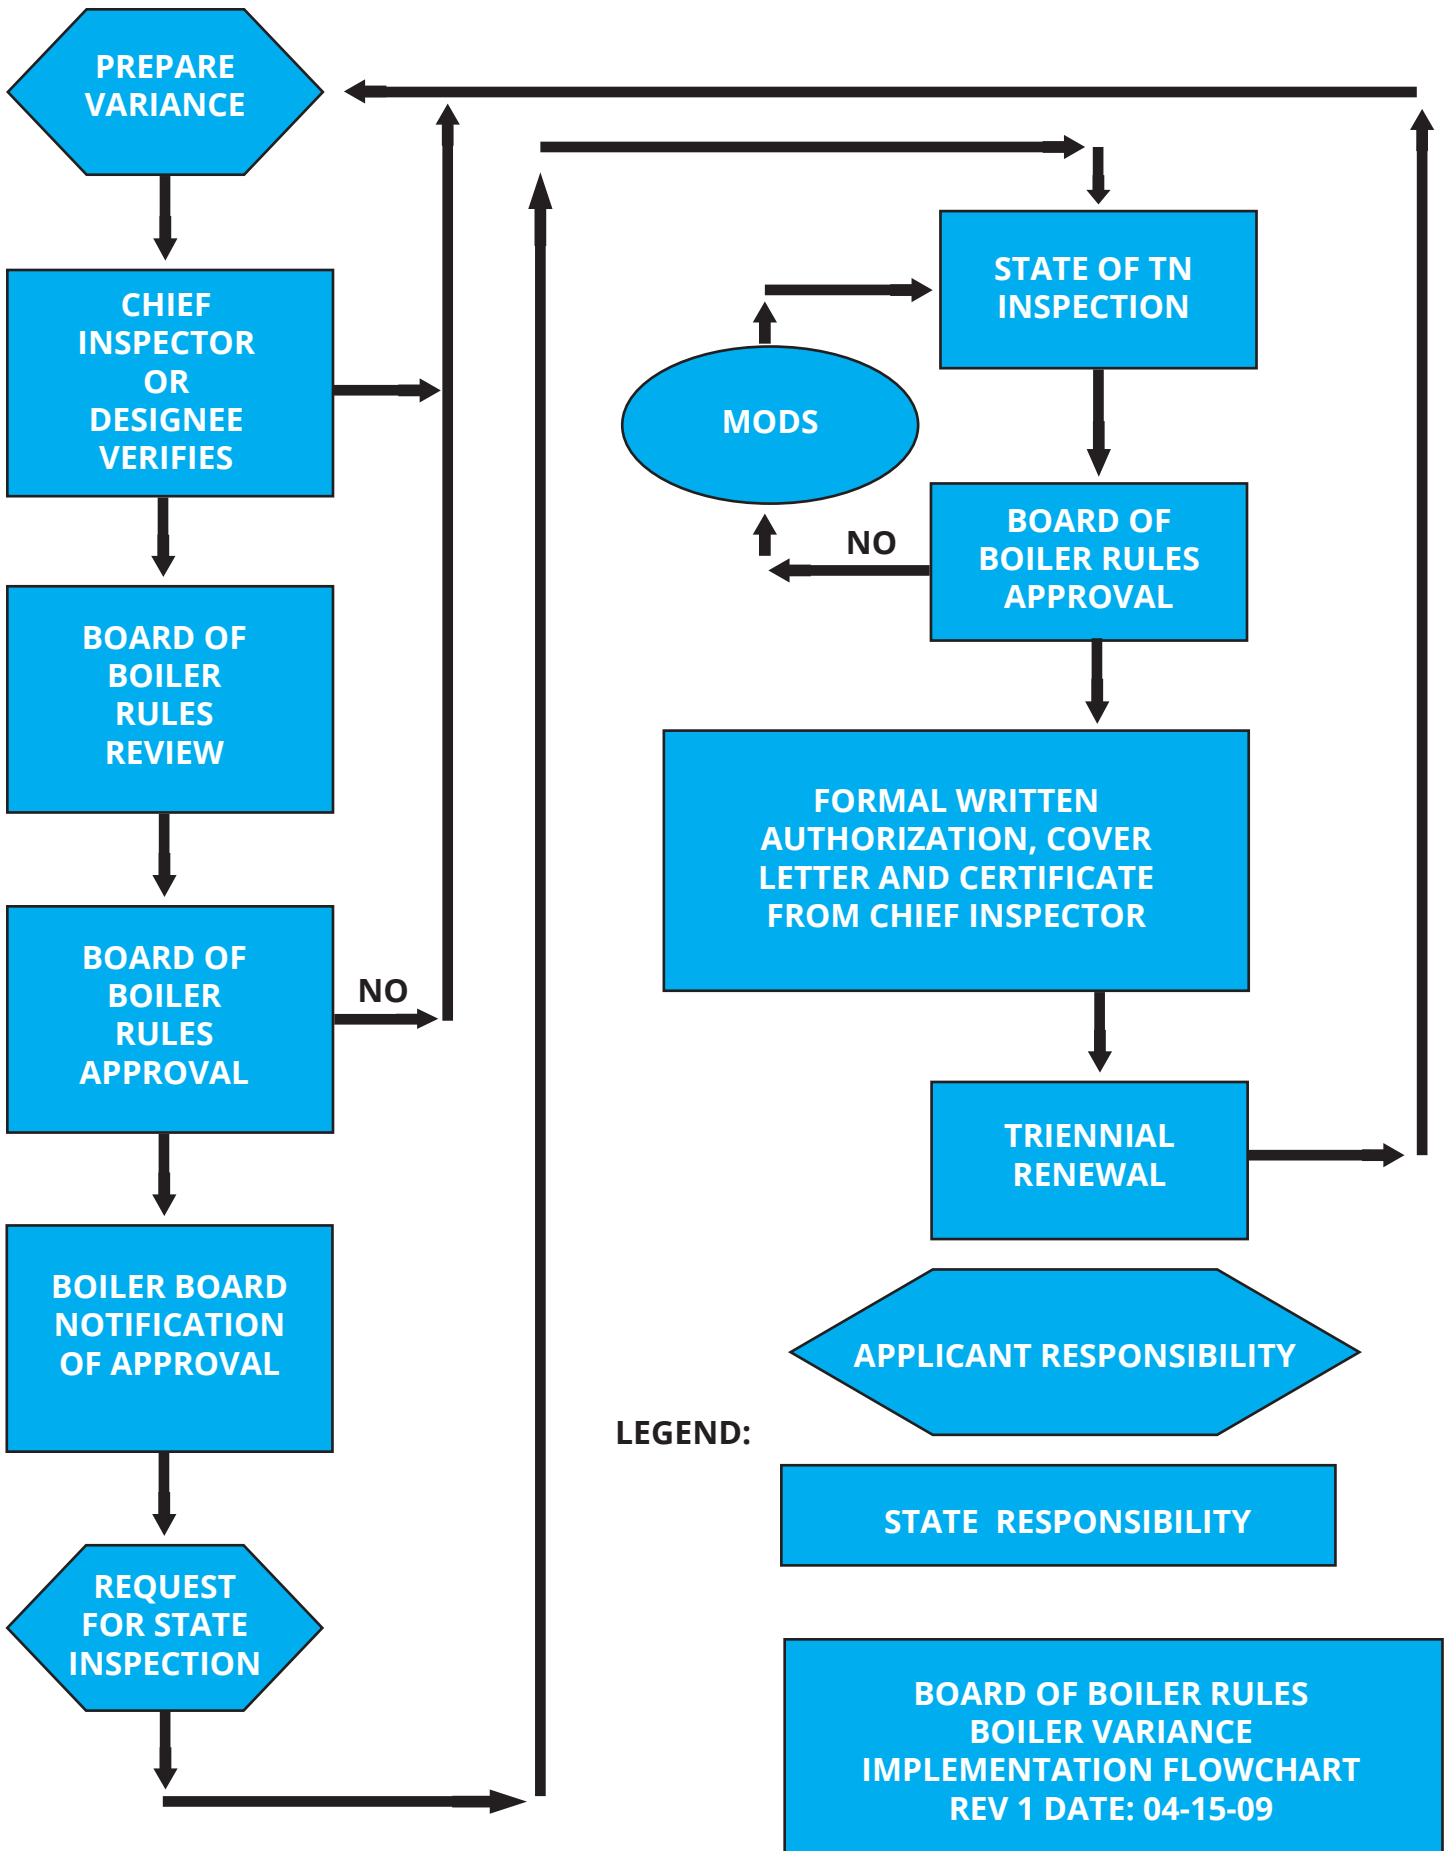 PREPARE
VARIANCE
CHIEF
INSPECTOR
OR
DESIGNEE
VERIFIES
BOARD OF
BOILER
RULES
REVIEW
BOARD OF
BOILER
RULES
APPROVAL
NO
BOILER BOARD
NOTIFICATION
OF APPROVAL
REQUEST
FOR STATE
INSPECTION
STATE OF TN
INSPECTION
MODS
NO
BOARD OF
BOILER RULES
APPROVAL
FORMAL WRITTEN
AUTHORIZATION, COVER
LETTER AND CERTIFICATE
FROM CHIEF INSPECTOR
TRIENNIAL
RENEWAL
LEGEND:
APPLICANT RESPONSIBILITY
STATE  RESPONSIBILITY
BOARD OF BOILER RULES
BOILER VARIANCE
IMPLEMENTATION FLOWCHART
REV 1 DATE: 04-15-09